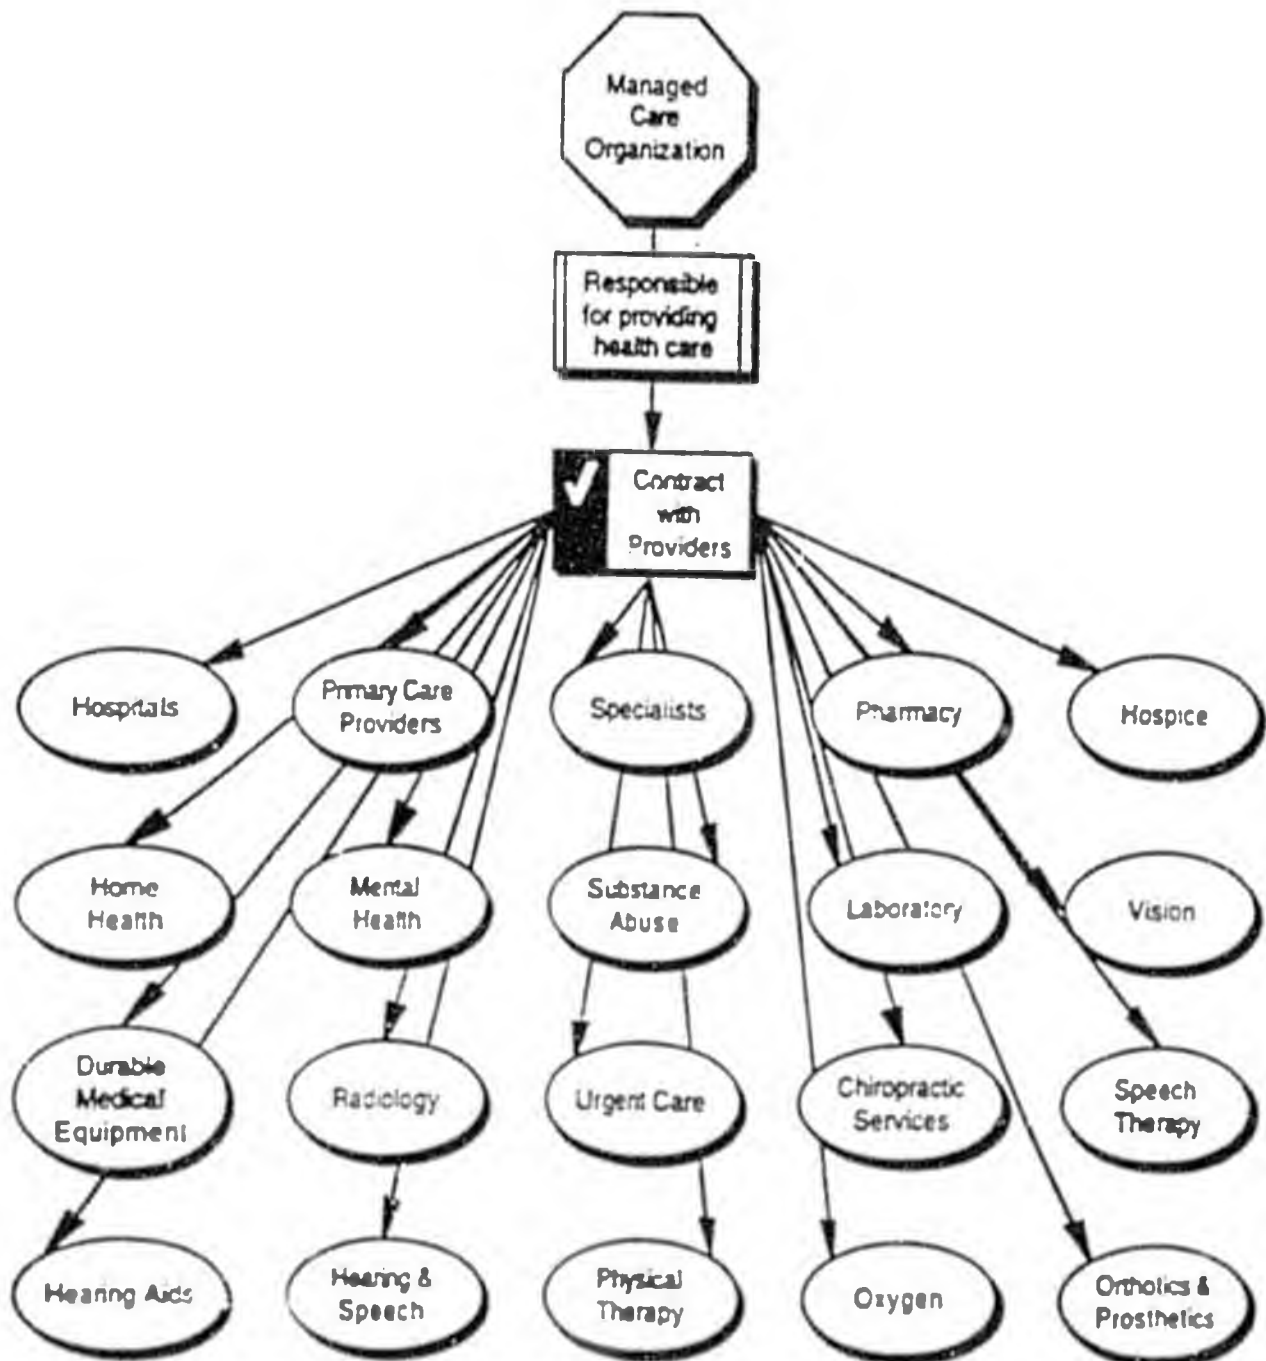 Managed
Care
Organization
Responsible
for providing
health care
Contract
with
Providers
Hospitals
Primary Care
Providers
Specialists
Pharmacy
Hospice
Home
Health
Mental
Health
Substance
Abuse
Laboratory
Vision
Durable
Medical
Equipment
Radiology
Urgent Care
Chiropractic
Services
Speech
Therapy
Hearing Aids
Hearing &
Speech
Physical
Therapy
Oxygen
Orthotics &
Prosthetics